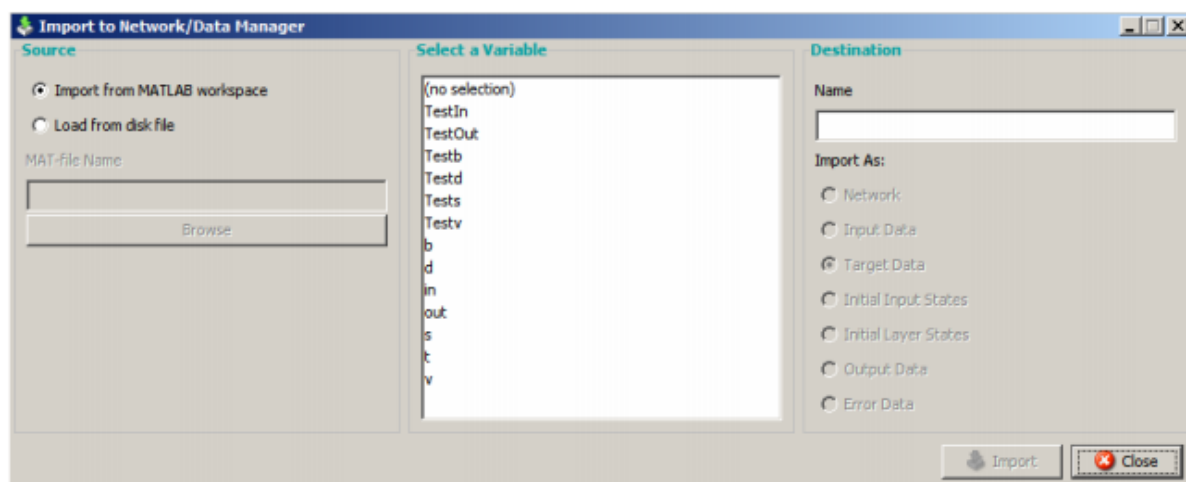 Import to Network/Data Manager
Source
Import from MATLAB workspace
Load from disk file
MAT-file Name
Browse
Select a Variable
(no selection)
TestIn
TestOut
Testb
Testd
Tests
Testv
b
d
in
out
s
t
v
Destination
Name
Import As:
Network
Input Data
Target Data
Initial Input States
Initial Layer States
Output Data
Error Data
Import
Close